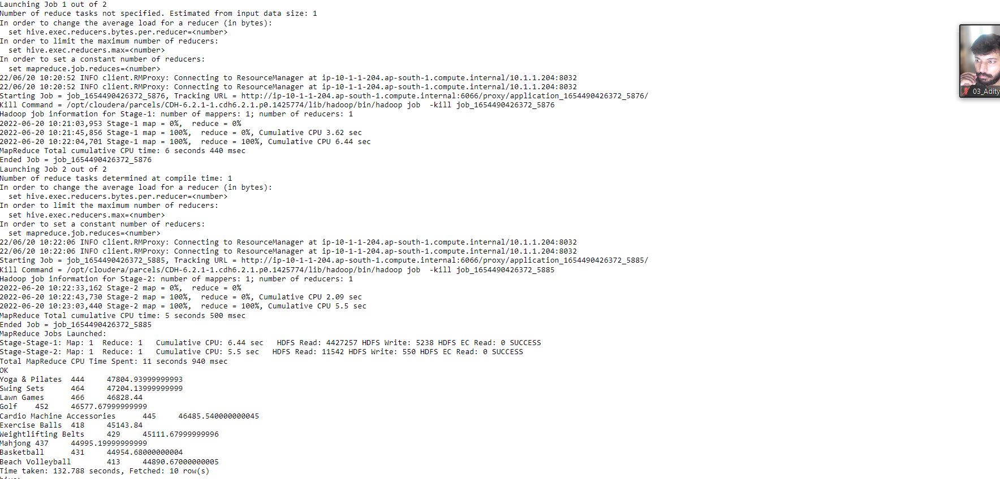 Launching Job 1 out of 2
Number of reduce tasks not specified. Estimated from input data size: 1
In order to change the average load for a reducer (in bytes):
  set hive.exec.reducers.bytes.per.reducer=<number>
In order to limit the maximum number of reducers:
  set hive.exec.reducers.max=<number>
In order to set a constant number of reducers:
  set mapreduce.job.reduces=<number>
22/06/20 10:20:52 INFO client.RMProxy: Connecting to ResourceManager at ip-10-1-1-204.ap-south-1.compute.internal/10.1.1.204:8032
22/06/20 10:20:52 INFO client.RMProxy: Connecting to ResourceManager at ip-10-1-1-204.ap-south-1.compute.internal/10.1.1.204:8032
Starting Job = job_1654490426372_5876, Tracking URL = http://ip-10-1-1-204.ap-south-1.compute.internal:6066/proxy/application_1654490426372_5876/
Kill Command = /opt/cloudera/parcels/CDH-6.2.1-1.cdh6.2.1.p0.1425774/lib/hadoop/bin/hadoop job  -kill job_1654490426372_5876
Hadoop job information for Stage-1: number of mappers: 1; number of reducers: 1
2022-06-20 10:21:03,953 Stage-1 map = 0%,  reduce = 0%
2022-06-20 10:21:45,856 Stage-1 map = 100%,  reduce = 0%, Cumulative CPU 3.62 sec
2022-06-20 10:22:04,701 Stage-1 map = 100%,  reduce = 100%, Cumulative CPU 6.44 sec
MapReduce Total cumulative CPU time: 6 seconds 440 msec
Ended Job = job_1654490426372_5876
Launching Job 2 out of 2
Number of reduce tasks determined at compile time: 1
In order to change the average load for a reducer (in bytes):
  set hive.exec.reducers.bytes.per.reducer=<number>
In order to limit the maximum number of reducers:
  set hive.exec.reducers.max=<number>
In order to set a constant number of reducers:
  set mapreduce.job.reduces=<number>
22/06/20 10:22:06 INFO client.RMProxy: Connecting to ResourceManager at ip-10-1-1-204.ap-south-1.compute.internal/10.1.1.204:8032
22/06/20 10:22:06 INFO client.RMProxy: Connecting to ResourceManager at ip-10-1-1-204.ap-south-1.compute.internal/10.1.1.204:8032
Starting Job = job_1654490426372_5885, Tracking URL = http://ip-10-1-1-204.ap-south-1.compute.internal:6066/proxy/application_1654490426372_5885/
Kill Command = /opt/cloudera/parcels/CDH-6.2.1-1.cdh6.2.1.p0.1425774/lib/hadoop/bin/hadoop job  -kill job_1654490426372_5885
Hadoop job information for Stage-2: number of mappers: 1; number of reducers: 1
2022-06-20 10:22:33,162 Stage-2 map = 0%,  reduce = 0%
2022-06-20 10:22:43,730 Stage-2 map = 100%,  reduce = 0%, Cumulative CPU 2.09 sec
2022-06-20 10:23:03,440 Stage-2 map = 100%,  reduce = 100%, Cumulative CPU 5.5 sec
MapReduce Total cumulative CPU time: 5 seconds 500 msec
Ended Job = job_1654490426372_5885
MapReduce Jobs Launched:
Stage-Stage-1: Map: 1  Reduce: 1   Cumulative CPU: 6.44 sec   HDFS Read: 4427257 HDFS Write: 5238 HDFS EC Read: 0 SUCCESS
Stage-Stage-2: Map: 1  Reduce: 1   Cumulative CPU: 5.5 sec   HDFS Read: 11542 HDFS Write: 550 HDFS EC Read: 0 SUCCESS
Total MapReduce CPU Time Spent: 11 seconds 940 msec
OK
Yoga & Pilates  444     47804.93999999993
Swing Sets      464     47204.13999999999
Lawn Games      466     46828.44
Golf    452     46577.67999999999
Cardio Machine Accessories      445     46485.540000000045
Exercise Balls  418     45143.84
Weightlifting Belts     429     45111.67999999996
Mahjong 437     44995.19999999999
Basketball      431     44954.68000000004
Beach Volleyball        413     44890.67000000005
Time taken: 132.788 seconds, Fetched: 10 row(s)
03_Adity